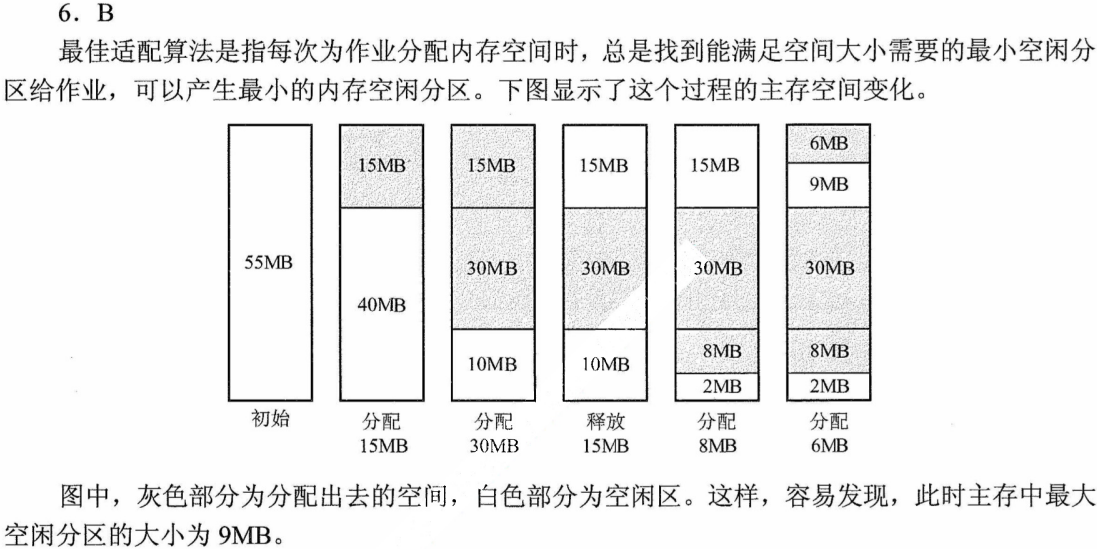 6．B
最佳适配算法是指每次为作业分配内存空间时，总是找到能满足空间大小需要的最小空闲分
区给作业，可以产生最小的内存空闲分区。下图显示了这个过程的主存空间变化。
55MB
初始
15MB
40MB
分配
15MB
15MB
30MB
10MB
分配
30MB
15MB
30MB
10MB
释放
15MB
15MB
30MB
8MB
2MB
分配
8MB
6MB
9MB
30MB
8MB
2MB
分配
6MB
图中，灰色部分为分配出去的空间，白色部分为空闲区。这样，容易发现，此时主存中最大
空闲分区的大小为 9MB。